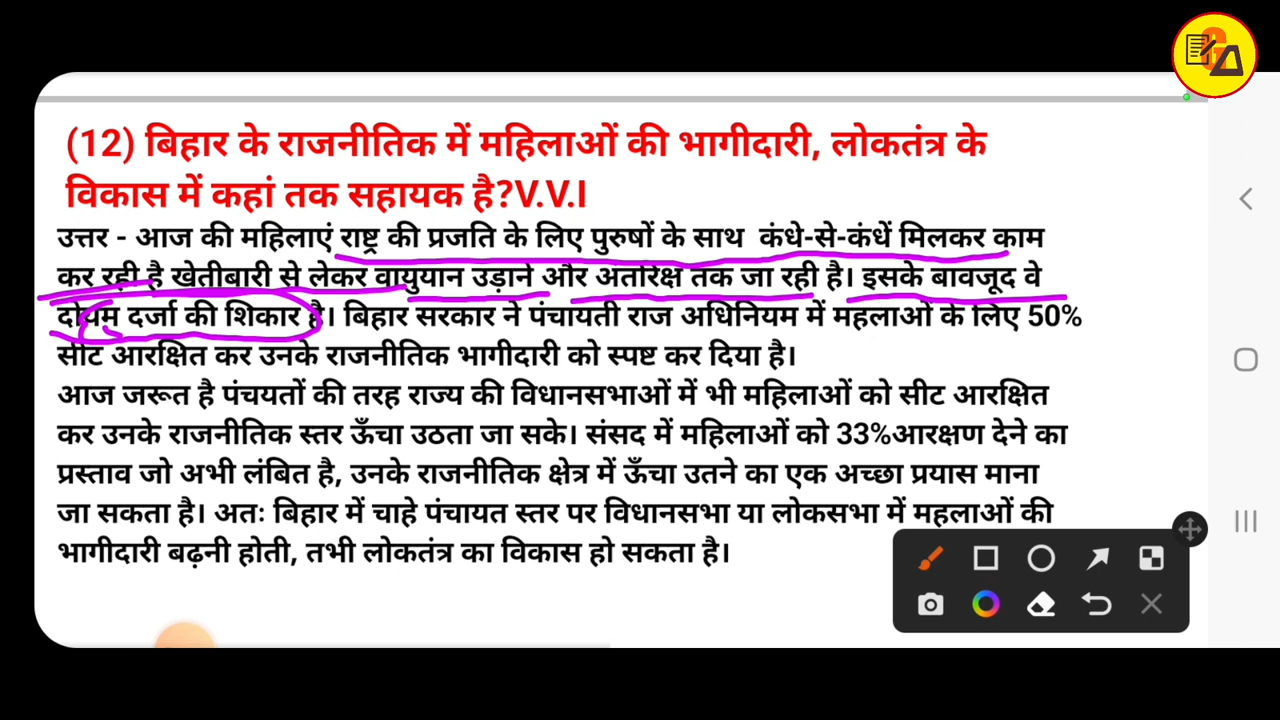 (12) बिहार के राजनीतिक में महिलाओं की भागीदारी, लोकतंत्र के
विकास में कहां तक सहायक है?V.V.I
उत्तर - आज की महिलाएं राष्ट्र की प्रजति के लिए पुरुषों के साथ कंधे-से-कंधें मिलकर काम
कर रही है खेतीबारी से लेकर वायुयान उड़ाने और अंतरिक्ष तक जा रही है। इसके बावजूद वे
दोयम दर्जा की शिकार है। बिहार सरकार ने पंचायती राज अधिनियम में महलाओं के लिए 50%
सीट आरक्षित कर उनके राजनीतिक भागीदारी को स्पष्ट कर दिया है।
आज जरूत है पंचयतों की तरह राज्य की विधानसभाओं में भी महिलाओं को सीट आरक्षित
कर उनके राजनीतिक स्तर ऊँचा उठता जा सके। संसद में महिलाओं को 33%आरक्षण देने का
प्रस्ताव जो अभी लंबित है, उनके राजनीतिक क्षेत्र में ऊँचा उतने का एक अच्छा प्रयास माना
जा सकता है। अतः बिहार में चाहे पंचायत स्तर पर विधानसभा या लोकसभा में महलाओं की
भागीदारी बढ़नी होती, तभी लोकतंत्र का विकास हो सकता है।